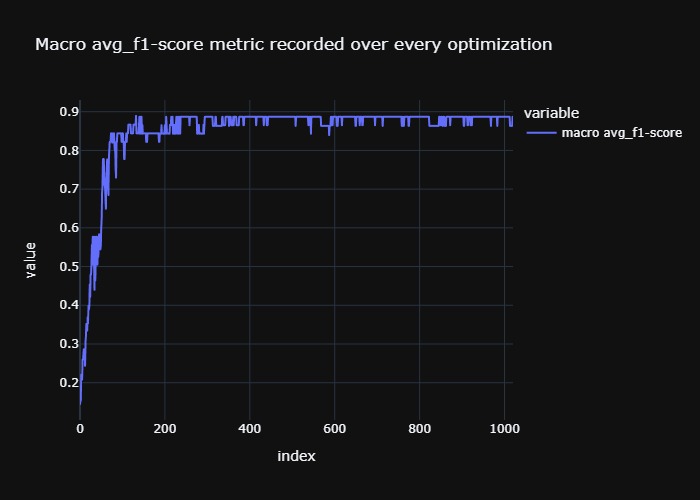 Macro avg_f1-score metric recorded over every optimization
variable
macro avg_f1-score
value
0.9
0.8
0.7
0.6
0.5
0.4
0.3
0.2
0 200 400 600 800 1000
index